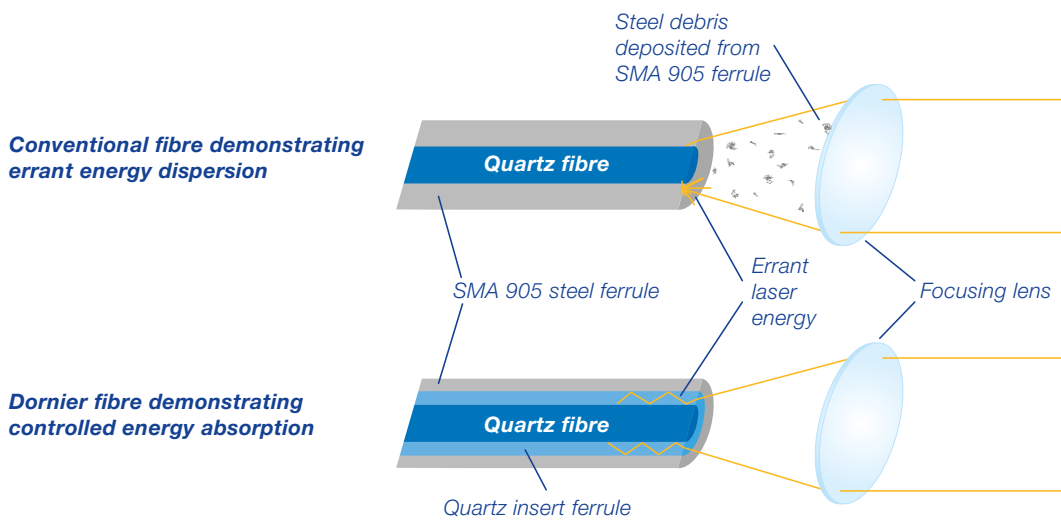 Steel debris
deposited from
SMA 905 ferrule
Conventional fibre demonstrating
errant energy dispersion
Quartz fibre
SMA 905 steel ferrule
Errant
laser
energy
Focusing lens
Dornier fibre demonstrating
controlled energy absorption
Quartz fibre
Quartz insert ferrule